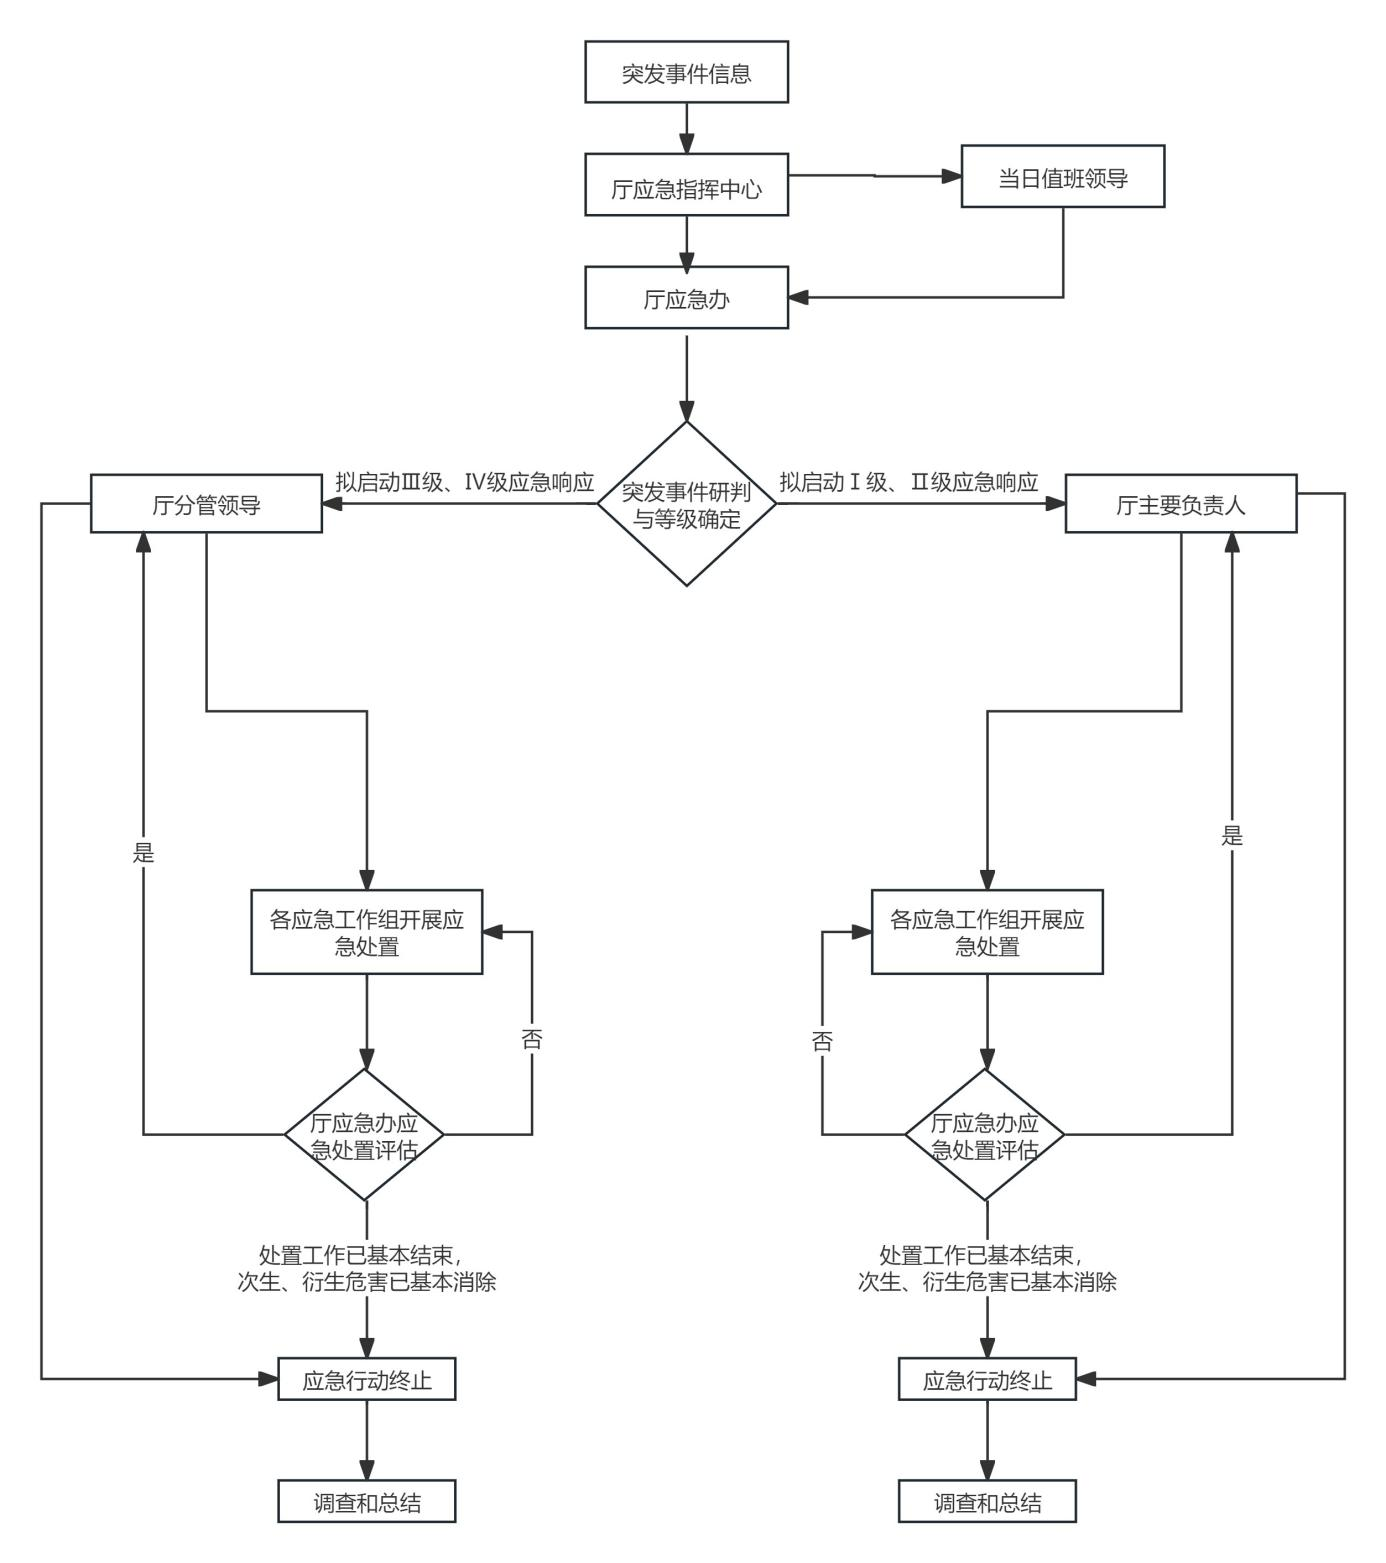 突发事件信息
厅应急指挥中心
当日值班领导
厅应急办
拟启动Ⅲ级、Ⅳ级应急响应
突发事件研判
与等级确定
拟启动Ⅰ级、Ⅱ级应急响应
厅分管领导
厅主要负责人
是
是
各应急工作组开展应
急处置
各应急工作组开展应
急处置
否
否
厅应急办应
急处置评估
厅应急办应
急处置评估
处置工作已基本结束,
次生、衍生危害已基本消除
处置工作已基本结束,
次生、衍生危害已基本消除
应急行动终止
应急行动终止
调查和总结
调查和总结